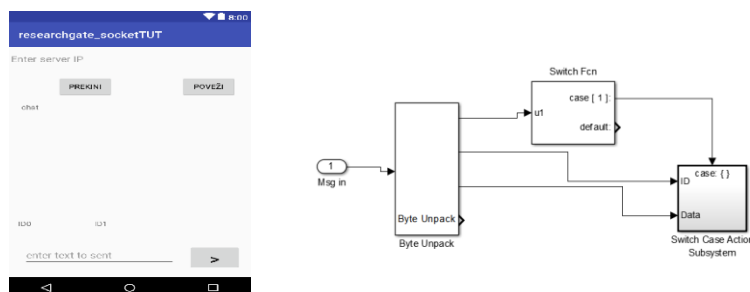 8:00
researchgate_socketTUT
Enter server IP
PREKINI POVEŽI
chat
ID0 ID1
enter text to sent
>
Switch Fcn
u1
case [ 1 ]:
default:
1
Msg in
Byte Unpack
Byte Unpack
case: { }
ID
Data
Switch Case Action
Subsystem